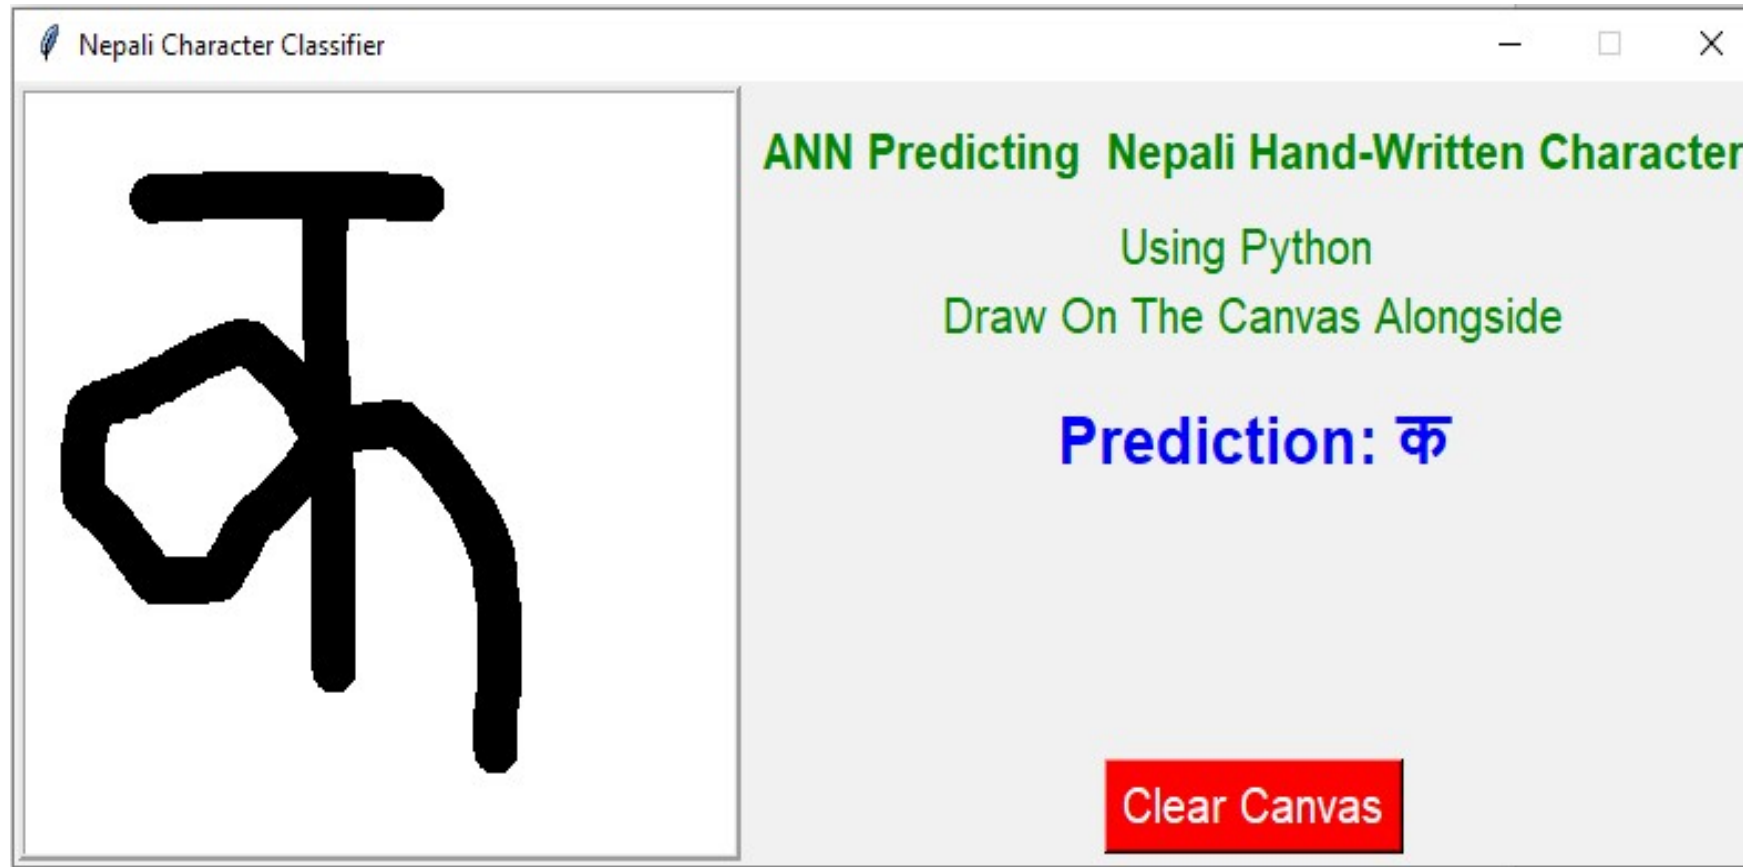 Nepali Character Classifier
क
ANN Predicting  Nepali Hand-Written Character
Using Python
Draw On The Canvas Alongside
Prediction: क
Clear Canvas